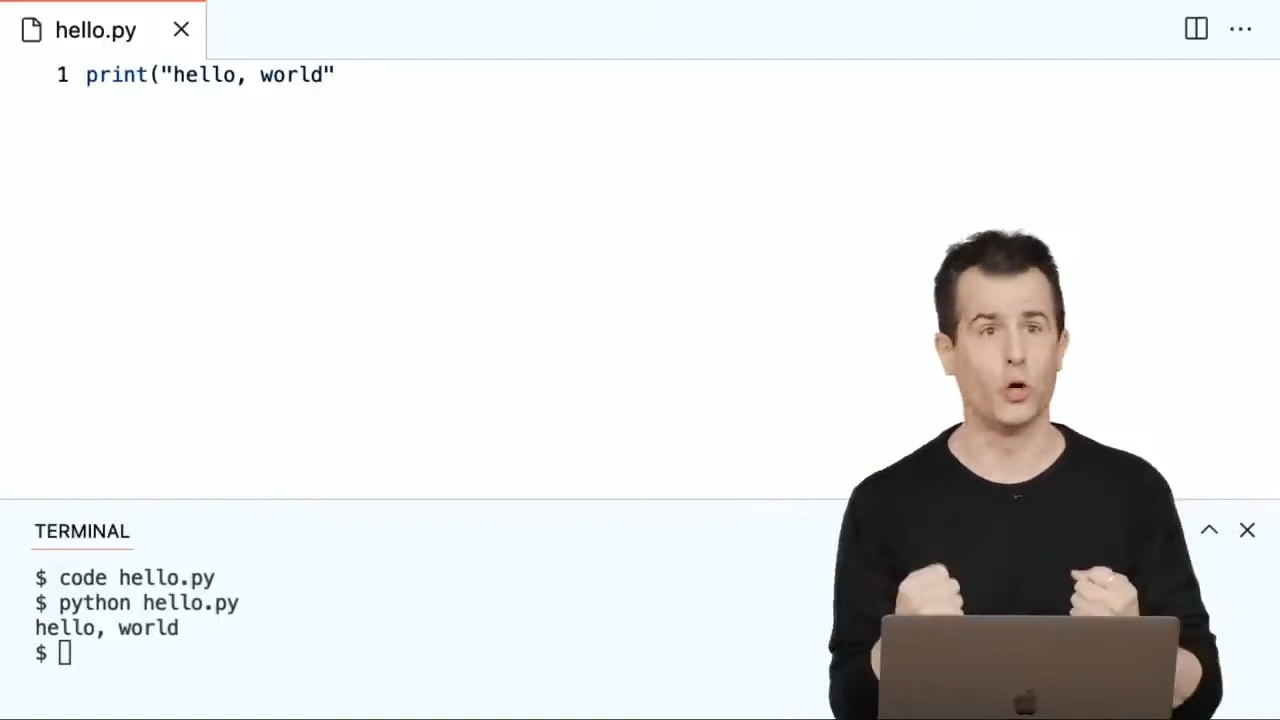 hello.py
1 print("hello, world"
TERMINAL
$ code hello.py
$ python hello.py
hello, world
$